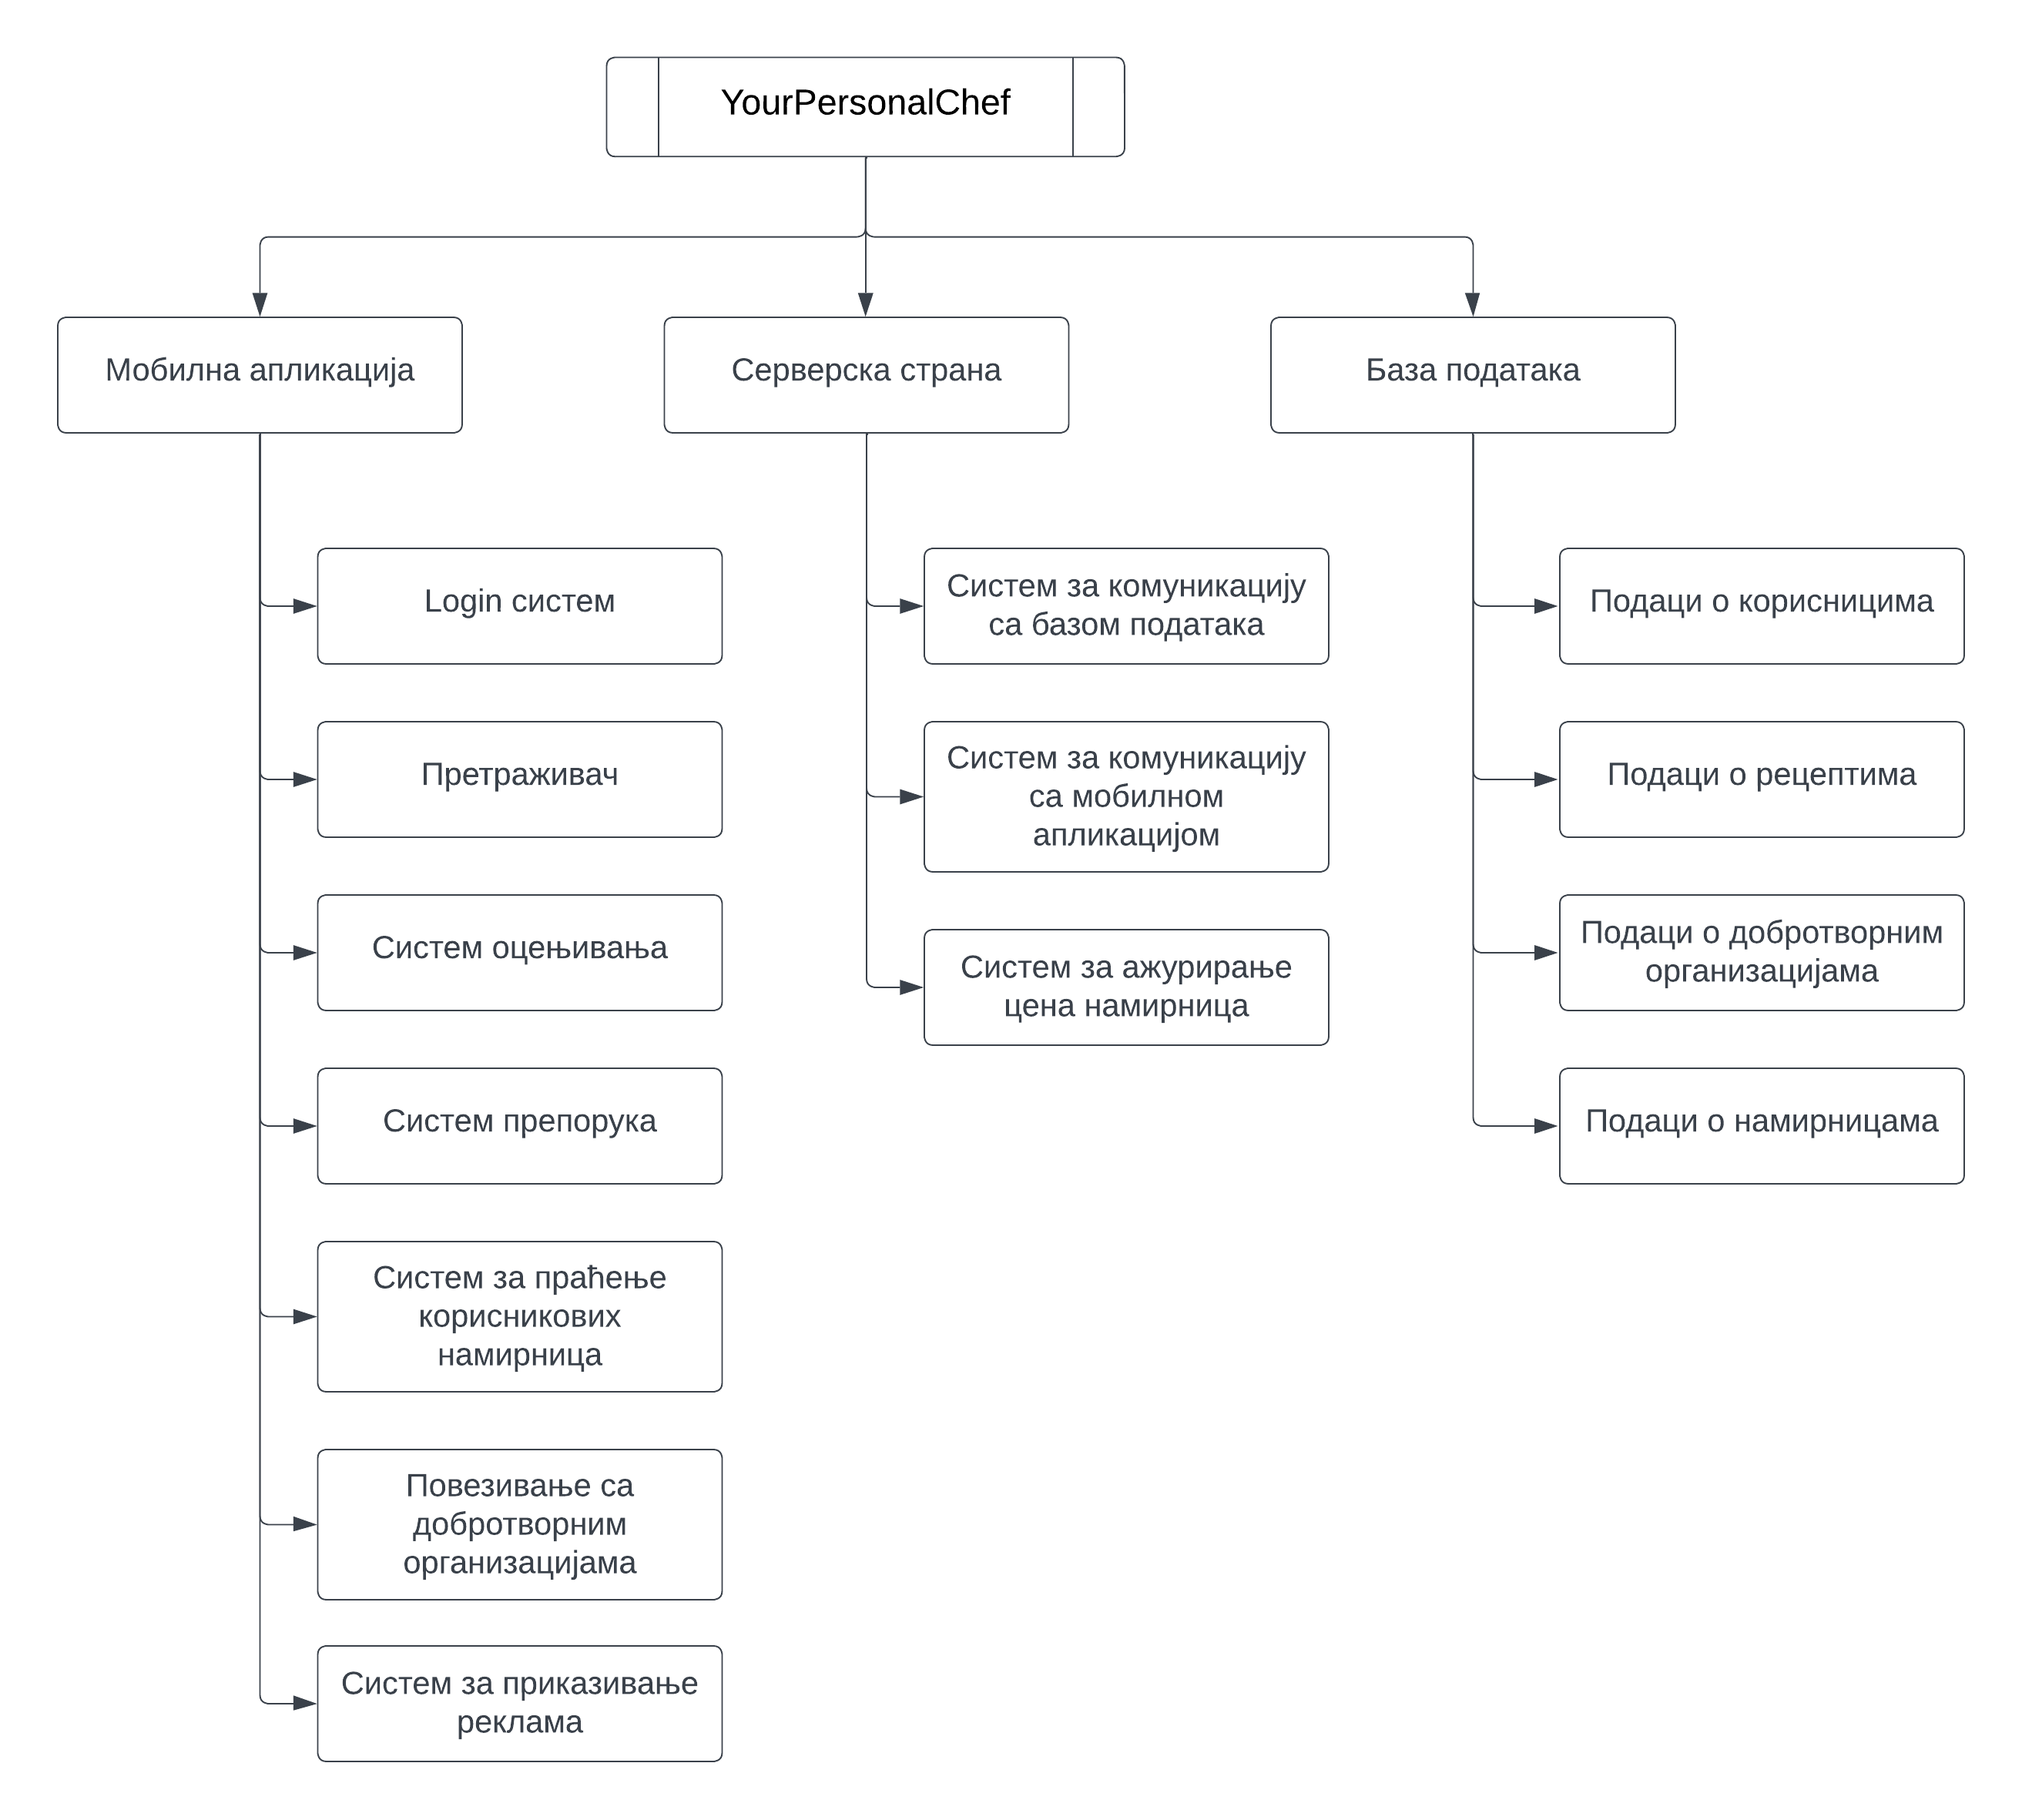 YourPersonalChef
Мобилна апликација
Серверска страна
База података
Login систем
Претраживач
Систем оцењивања
Систем препорука
Систем за праћење
корисникових
намирница
Повезивање са
добротворним
организацијама
Систем за приказивање
реклама
Систем за комуникацију
са базом података
Систем за комуникацију
са мобилном
апликацијом
Систем за ажурирање
цена намирница
Подаци о корисницима
Подаци о рецептима
Подаци о добротворним
организацијама
Подаци о намирницама